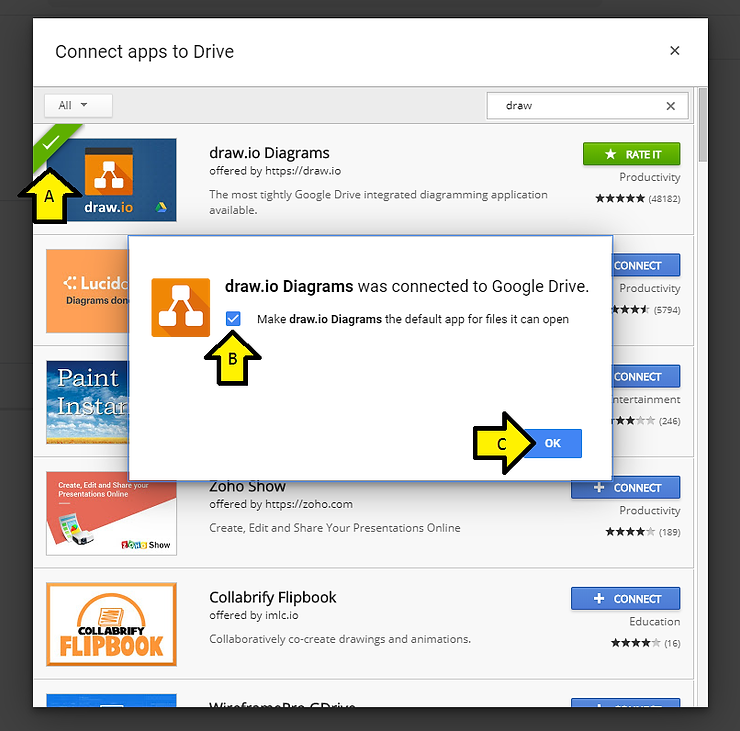 Connect apps to Drive
All
draw
draw.io Diagrams
offered by https://draw.io
The most tightly Google Drive integrated diagramming application
available.
RATE IT
Productivity
(48182)
draw.io
A
CONNECT
Productivity
(5794)
draw.io Diagrams was connected to Google Drive.
Make draw.io Diagrams the default app for files it can open
B
C
OK
Diagrams
CONNECT
(246)
Paint
Zoho Show
offered by https://zoho.com
Create, Edit and Share Your Presentations Online
CONNECT
Productivity
(189)
Create, Edit and Share your
Presentations Online
ZOHO Show
Collabrify Flipbook
offered by imlc.io
Collaboratively co-create drawings and animations.
CONNECT
Education
(16)
COLLABRIFY
FLIPBOOK